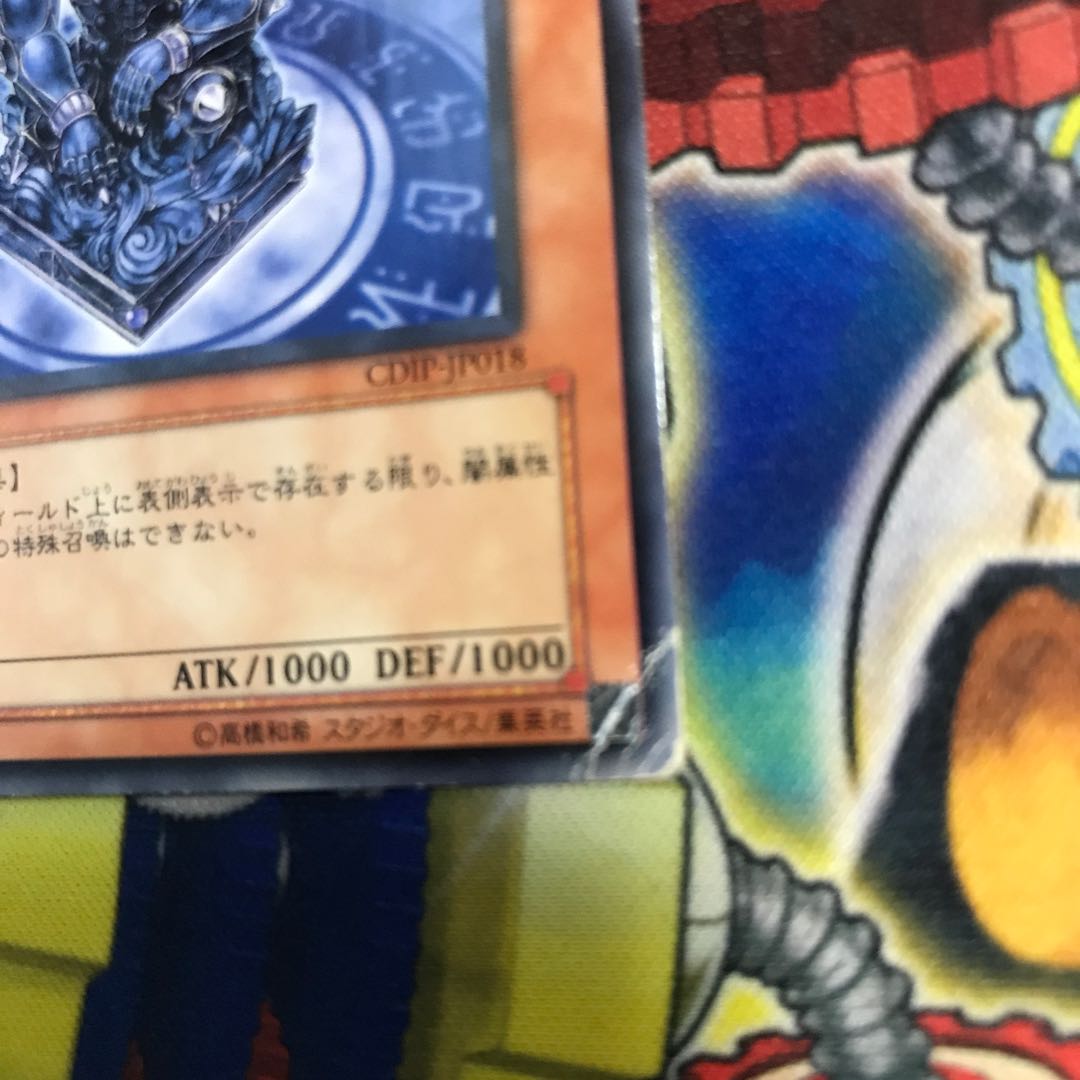 CDIP-JP018
】
ィールド上に表側表示で存在する限り、闇属性
の特殊召喚はできない。
ATK/1000 DEF/1000
©高橋和希 スタジオ・ダイス/集英社